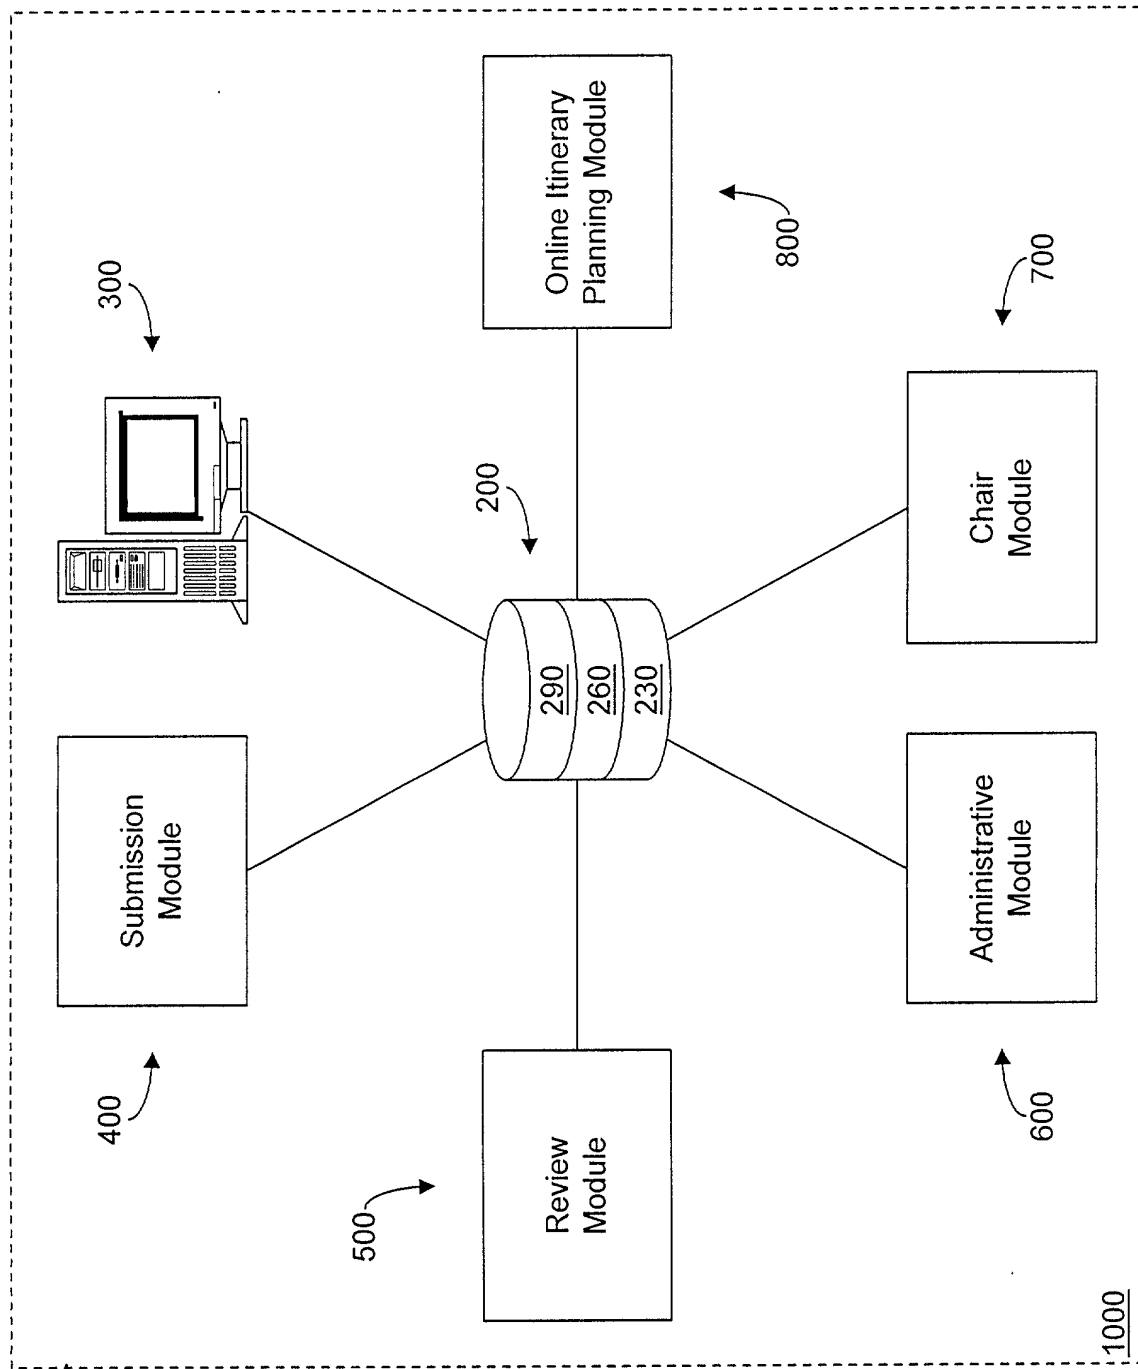 400
Submission
Module
300
500
Review
Module
200
290
260
230
Online Itinerary
Planning Module
800
600
Administrative
Module
Chair
Module
700
1000